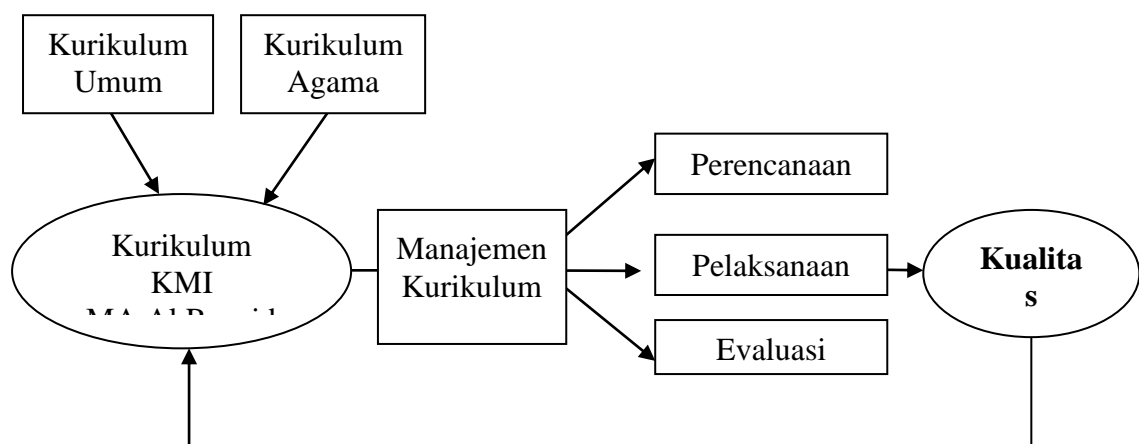 Kurikulum
Umum
Kurikulum
Agama
Kurikulum
KMI
Manajemen
Kurikulum
Perencanaan
Pelaksanaan
Evaluasi
Kualita
s